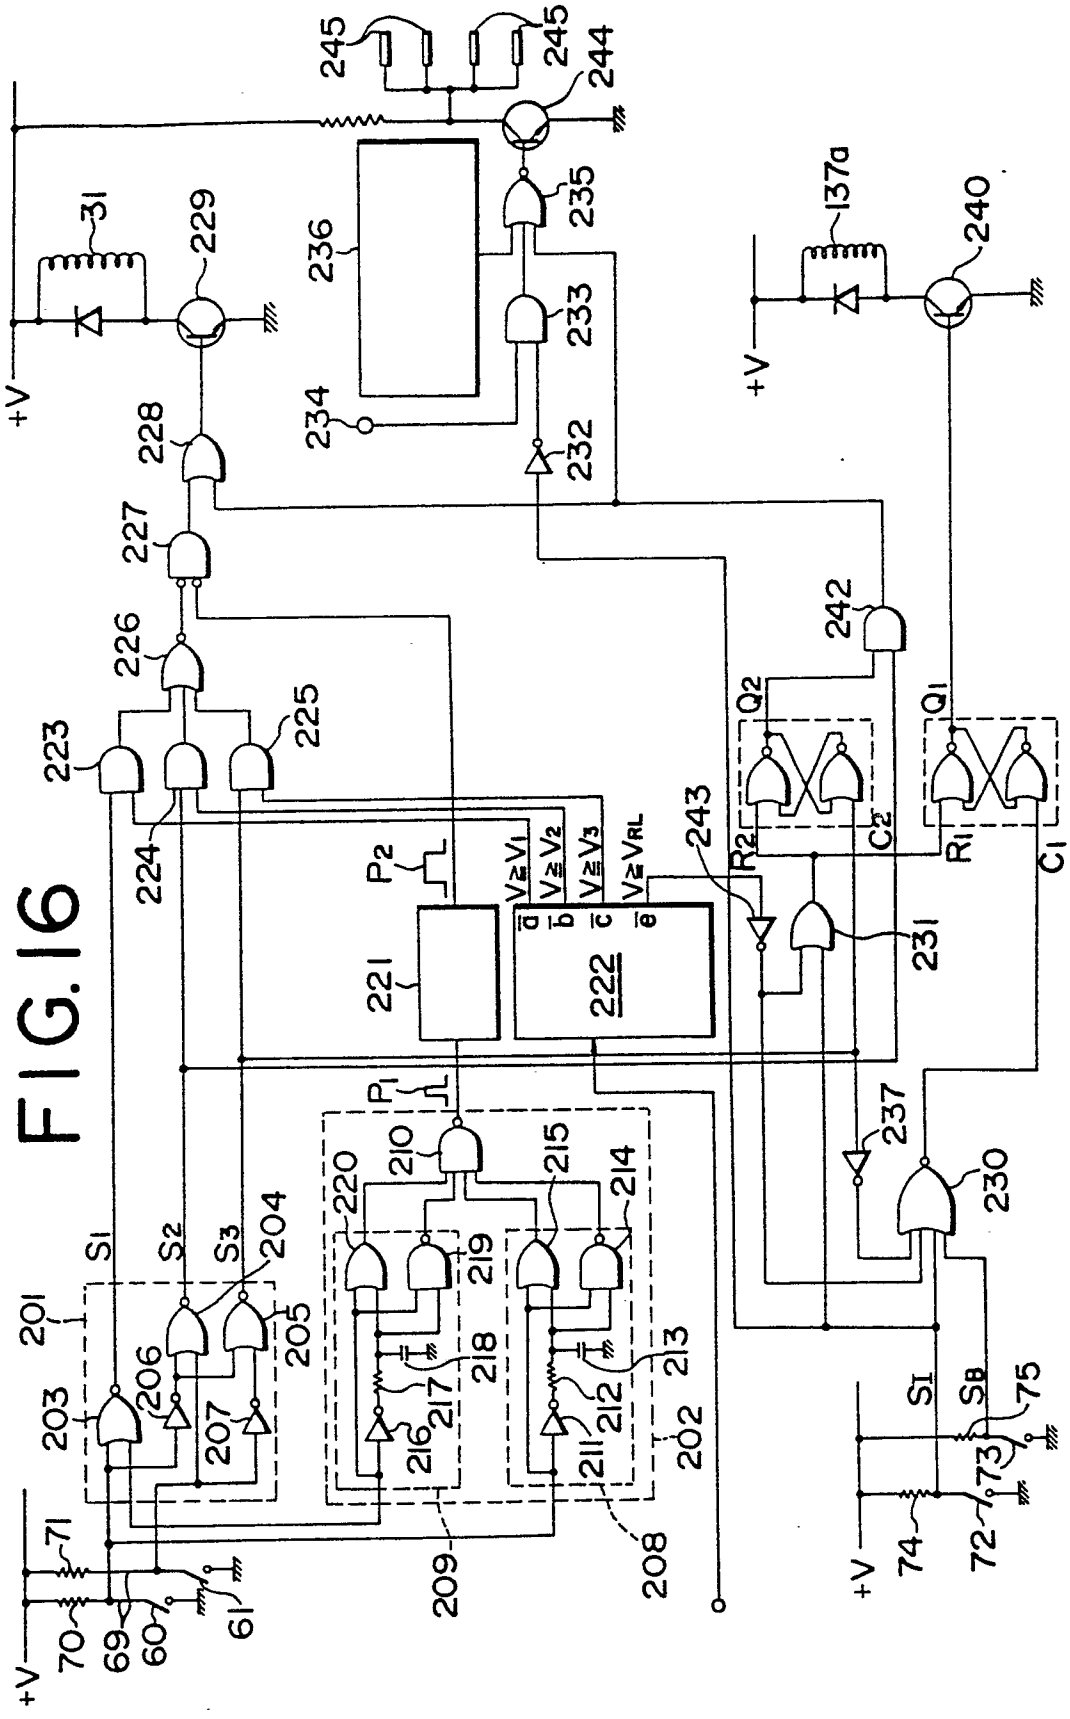 FIG.16
+V
31
229
228
227
226
223
224
225
S1
S2
S3
201
203
206
204
205
207
+V
70
71
69
60
61
245
245
244
236
235
234
233
232
P2
221
P1
222
a
b
c
e
V≧V1
V≧V2
V≧V3
V≧VRL
210
220
219
218
217
216
215
214
213
212
211
202
209
208
+V
137a
240
242
Q2
Q1
243
R2
C2
R1
C1
231
237
230
SI
SB
75
73
74
72
+V